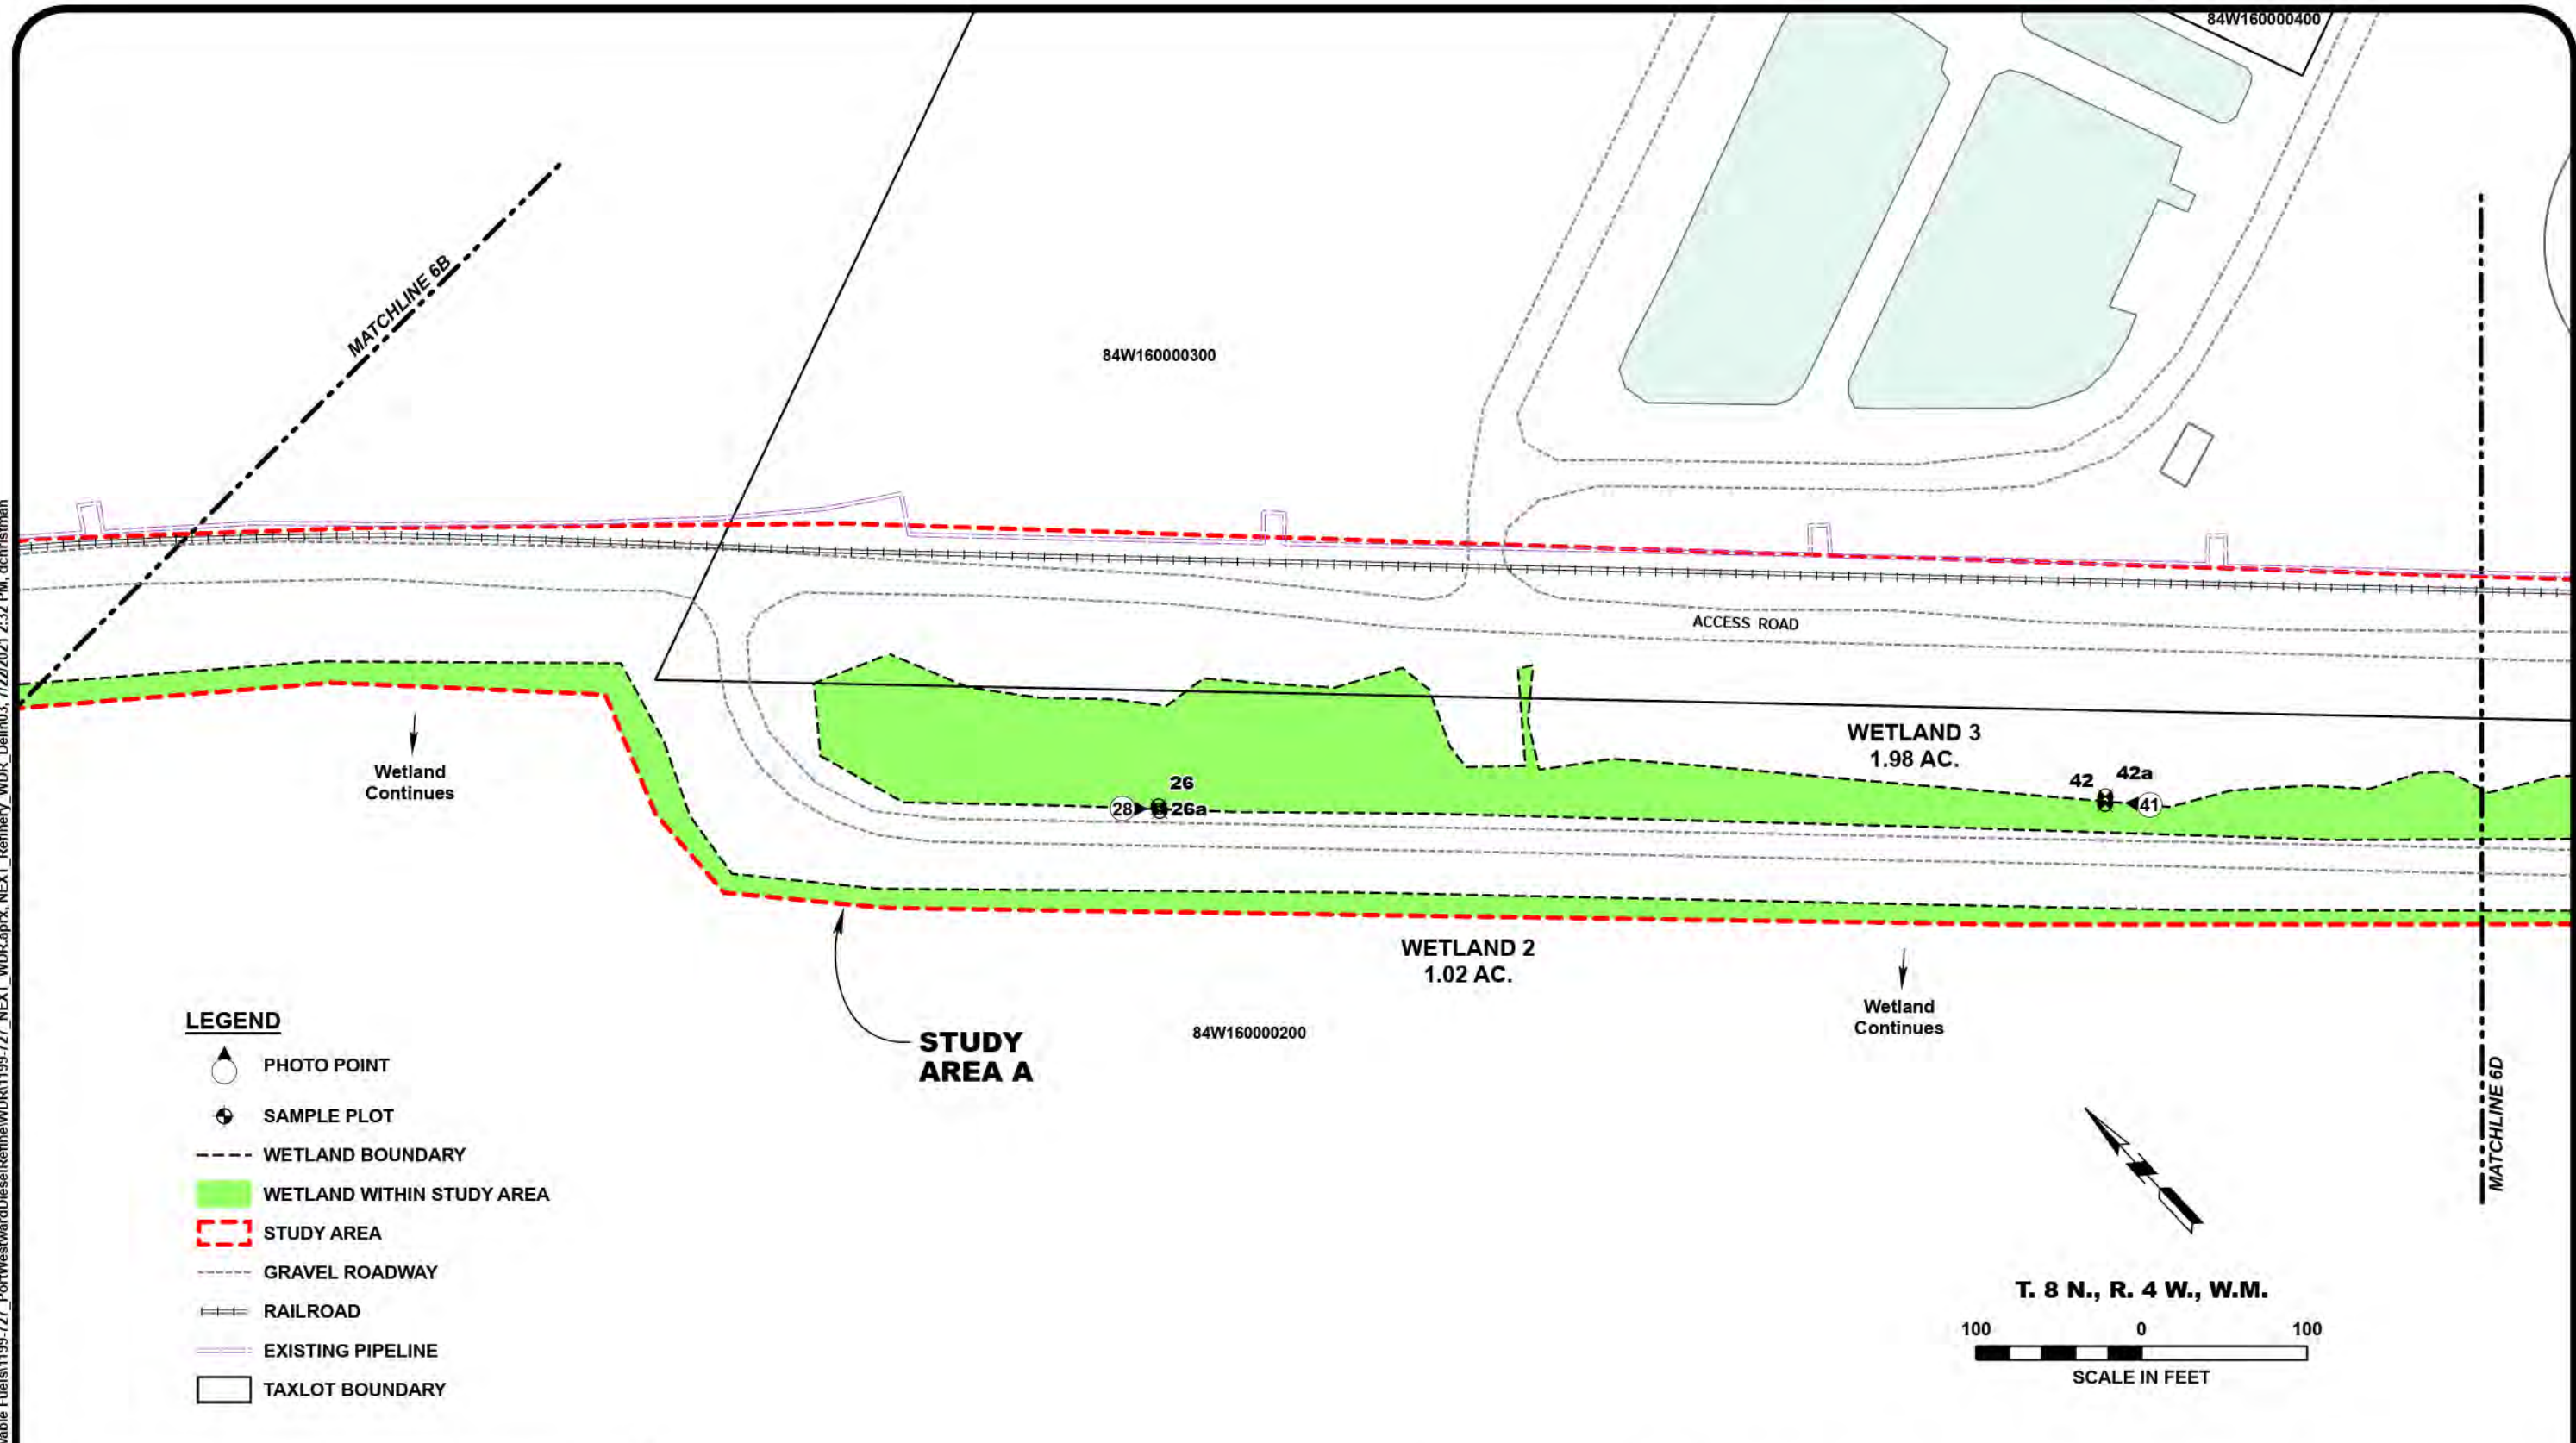 84W160000400
MATCHLINE 6B
84W160000300
ACCESS ROAD
WETLAND 3
1.98 AC.
Wetland
Continues
26
28
26a
42
42a
41
WETLAND 2
1.02 AC.
Wetland
Continues
84W160000200
STUDY
AREA A
MATCHLINE 6D
LEGEND
PHOTO POINT
SAMPLE PLOT
WETLAND BOUNDARY
WETLAND WITHIN STUDY AREA
STUDY AREA
GRAVEL ROADWAY
RAILROAD
EXISTING PIPELINE
TAXLOT BOUNDARY
T. 8 N., R. 4 W., W.M.
100 0 100
SCALE IN FEET